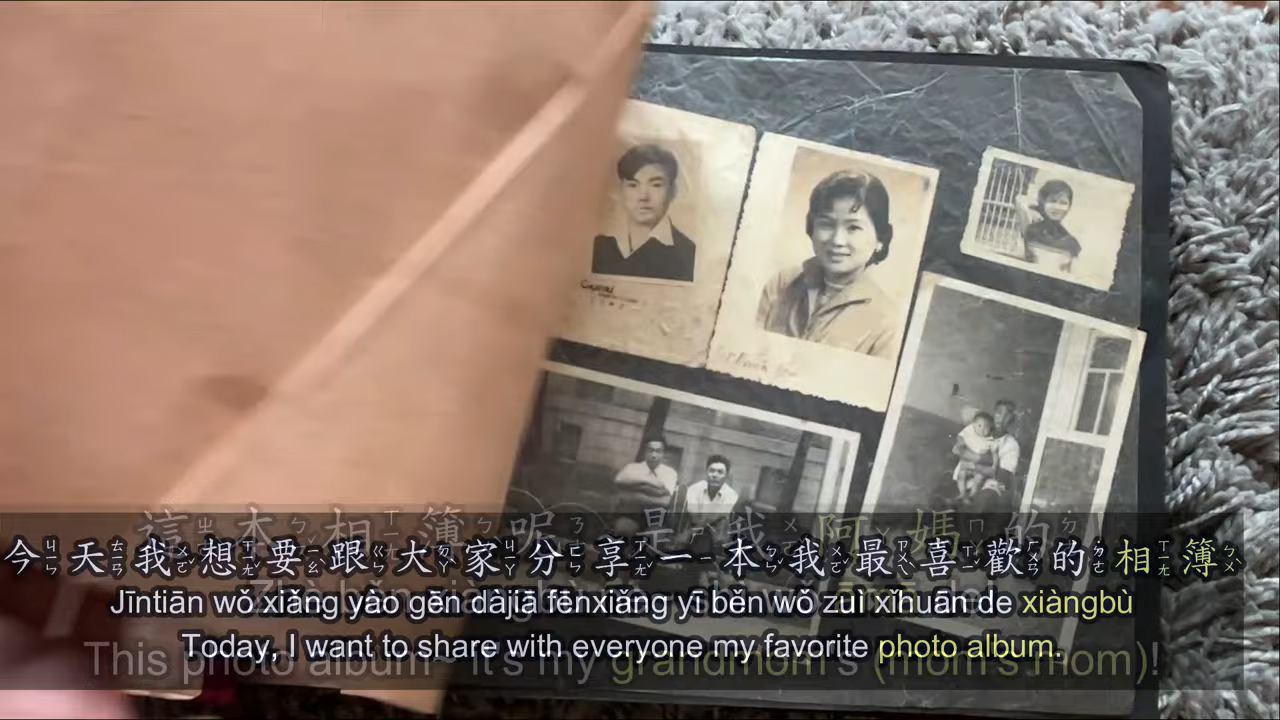 這本相簿呢 是我阿媽的
今天我想要跟大家分享一本我最喜歡的相簿
Jīntiān wǒ xiǎng yào gēn dàjiā fēnxiǎng yī běn wǒ zuì xǐhuān de xiàngbù
Today, I want to share with everyone my favorite photo album.
This photo album~ It's my grandmom's (mom's mom)!